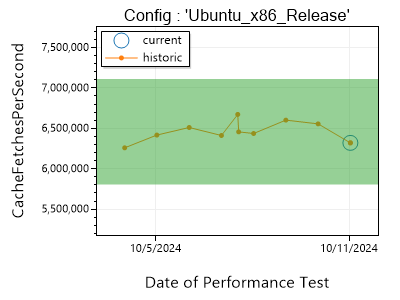 Config : 'Ubuntu_x86_Release'
current
historic
CacheFetchesPerSecond
7,500,000
7,000,000
6,500,000
6,000,000
5,500,000
10/5/2024
10/11/2024
Date of Performance Test